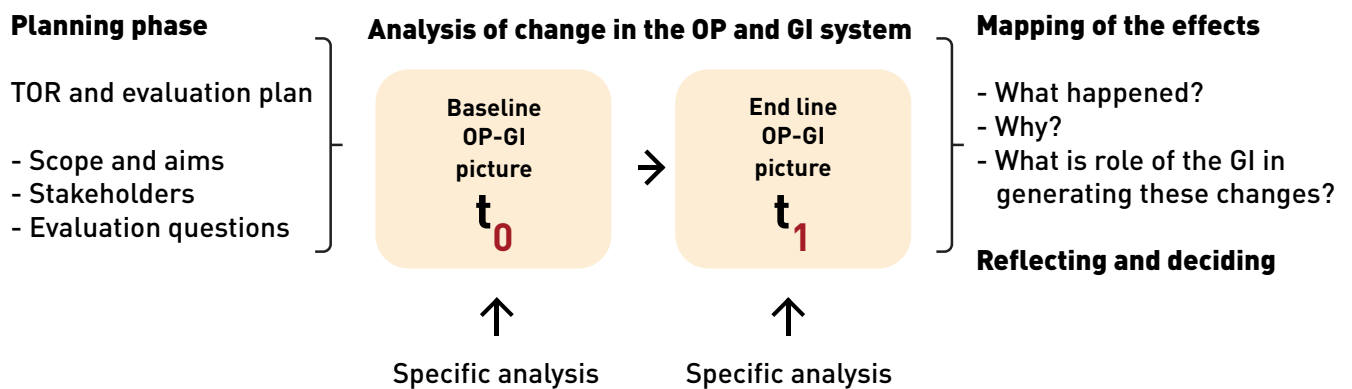 Planning phase
TOR and evaluation plan
- Scope and aims
- Stakeholders
- Evaluation questions
Analysis of change in the OP and GI system
Baseline
OP-GI
picture
t0
End line
OP-GI
picture
t1
Specific analysis
Specific analysis
Mapping of the effects
- What happened?
- Why?
- What is role of the GI in
generating these changes?
Reflecting and deciding